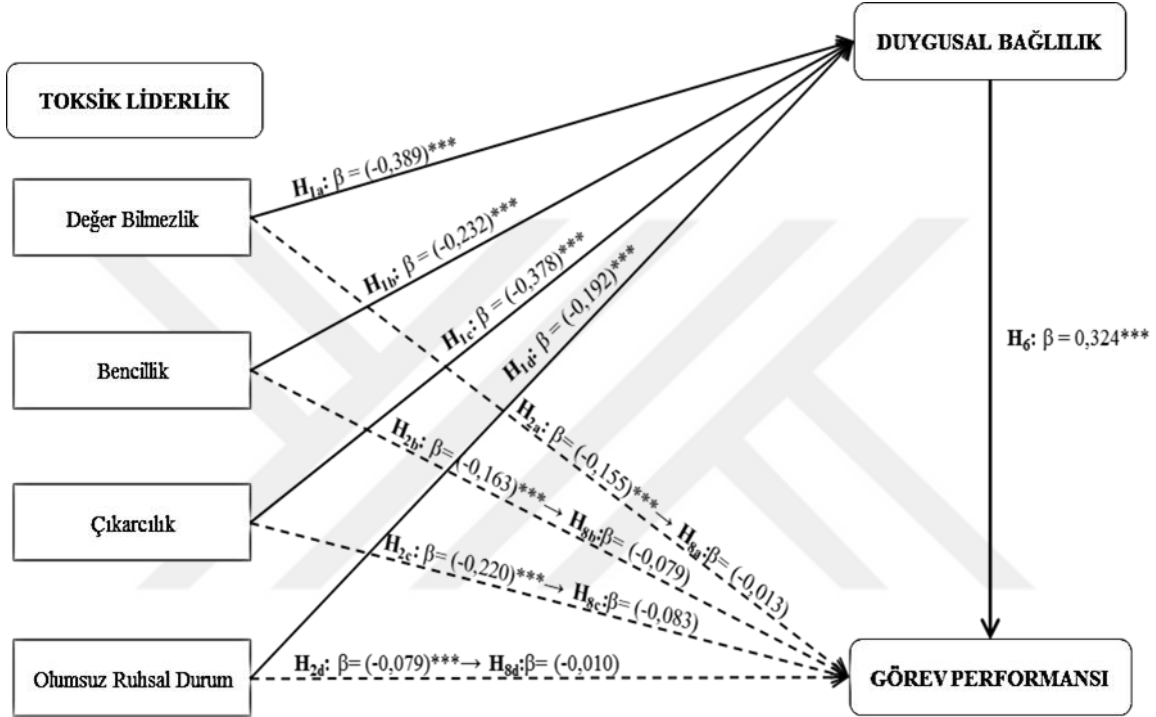 DUYGUSAL BAĞLILIK
TOKSİK LİDERLİK
H1a: β = (-0,389)***
Değer Bilmezlik
H1b: β = (-0,232)***
H1c: β = (-0,378)***
H1d: β = (-0,192)***
H6: β = 0,324***
Bencillik
H2a: β= (-0,155)***→ H8a:β= (-0,013)
H2b: β= (-0,163)***→ H8b:β= (-0,079)
Çıkarcılık
H2c: β= (-0,220)***→ H8c:β= (-0,083)
H2d: β= (-0,079)***→ H8d:β= (-0,010)
Olumsuz Ruhsal Durum
GÖREV PERFORMANSI